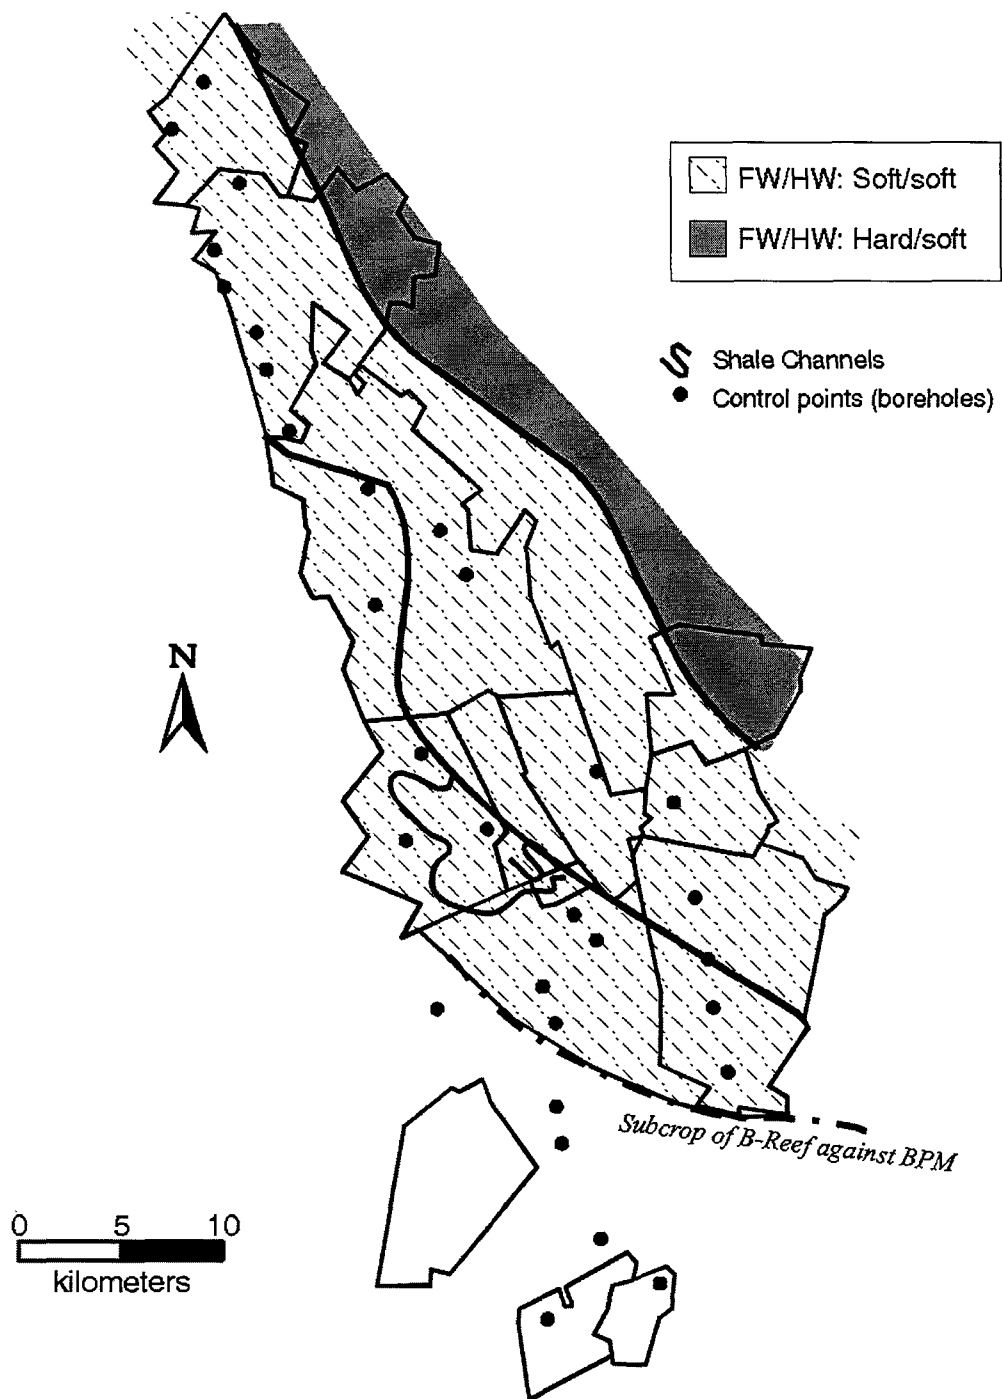 FW/HW: Soft/soft
FW/HW: Hard/soft
Shale Channels
Control points (boreholes)
N
Subcrop of B-Reef against BPM
0 5 10
kilometers